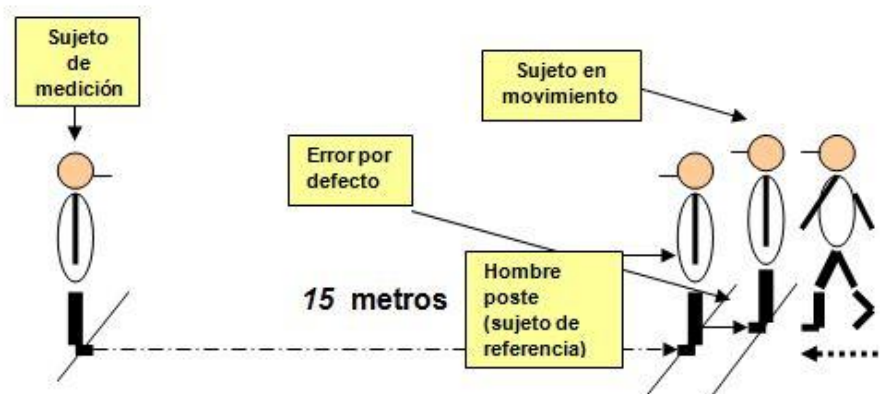 Sujeto
de
medición
Sujeto en
movimiento
Error por
defecto
15 metros
Hombre
poste
(sujeto de
referencia)